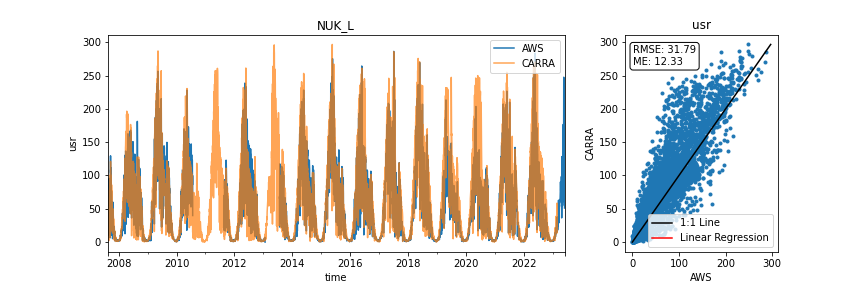 NUK_L
usr
300
250
200
150
100
50
0
usr
AWS
CARRA
2008
2010
2012
2014
2016
2018
2020
2022
time
usr
300
250
200
150
100
50
0
CARRA
RMSE: 31.79
ME: 12.33
1:1 Line
Linear Regression
0
100
200
300
AWS